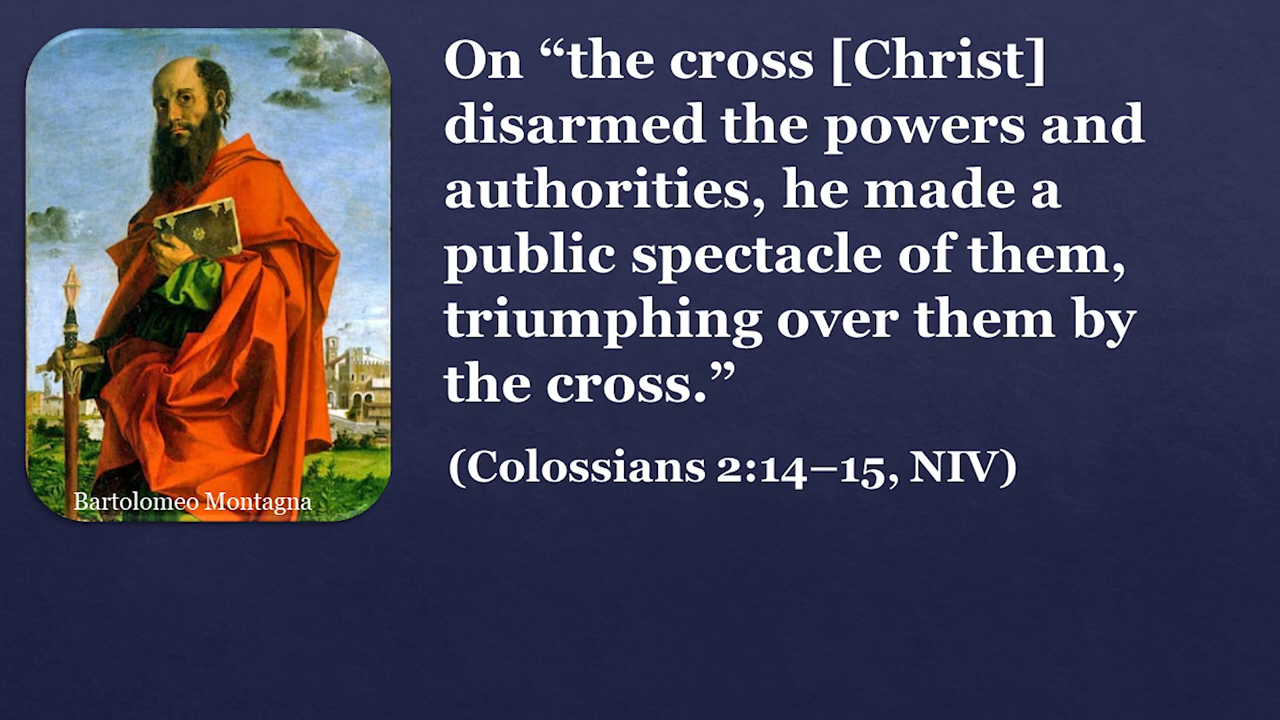 On “the cross [Christ]
disarmed the powers and
authorities, he made a
public spectacle of them,
triumphing over them by
the cross.”
(Colossians 2:14–15, NIV)
Bartolomeo Montagna